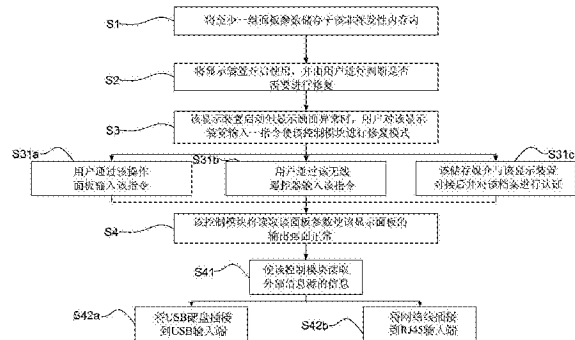 S1
将至少一组面板参数储存于该非挥发性内存内
S2
将显示装置开启使用，并由用户进行判断是否
需要进行修复
S3
该显示装置启动但显示画面异常时，用户对该显示
装置输入一指令使该控制模块进行修复模式
S31a
用户通过该操作
面板输入该指令
S31b
用户通过该无线
遥控器输入该指令
S31c
该储存媒介与该显示装置
对接后并对该档案进行认证
S4
该控制模块将读取该面板参数使该显示面板的
输出画面正常
S41
使该控制模块读取
外部信息源的信息
S42a
将USB硬盘插接
到USB输入端
S42b
将网络线插接
到RJ45输入端